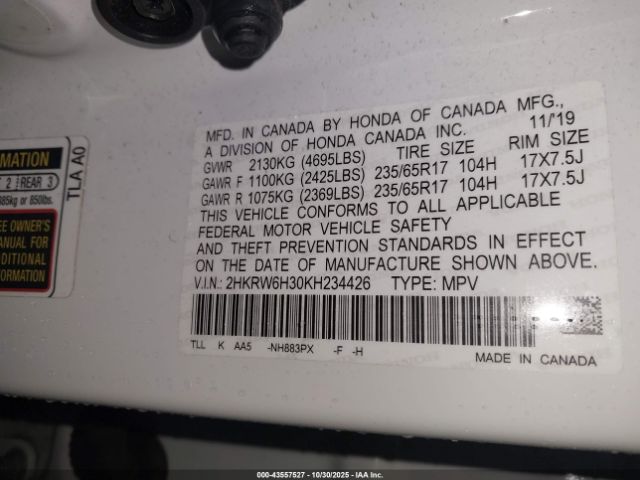 MFD. IN CANADA BY HONDA OF CANADA MFG.,
A DIVISION OF HONDA CANADA INC. 11/19
GVWR 2130KG (4695LBS) TIRE SIZE RIM SIZE
GAWR F 1100KG (2425LBS) 235/65R17 104H 17X7.5J
GAWR R 1075KG (2369LBS) 235/65R17 104H 17X7.5J
THIS VEHICLE CONFORMS TO ALL APPLICABLE
FEDERAL MOTOR VEHICLE SAFETY
AND THEFT PREVENTION STANDARDS IN EFFECT
ON THE DATE OF MANUFACTURE SHOWN ABOVE.
V.I.N.: 2HKRW6H30KH234426 TYPE: MPV
TLL K AA5 -NH883PX -F -H
MADE IN CANADA
MATION
2 REAR 3
385kg or 850lbs.
EE OWNER'S
ANUAL FOR
DDITIONAL
FORMATION
TLA A0
000-43557527 | 10/30/2025 | IAA Inc.